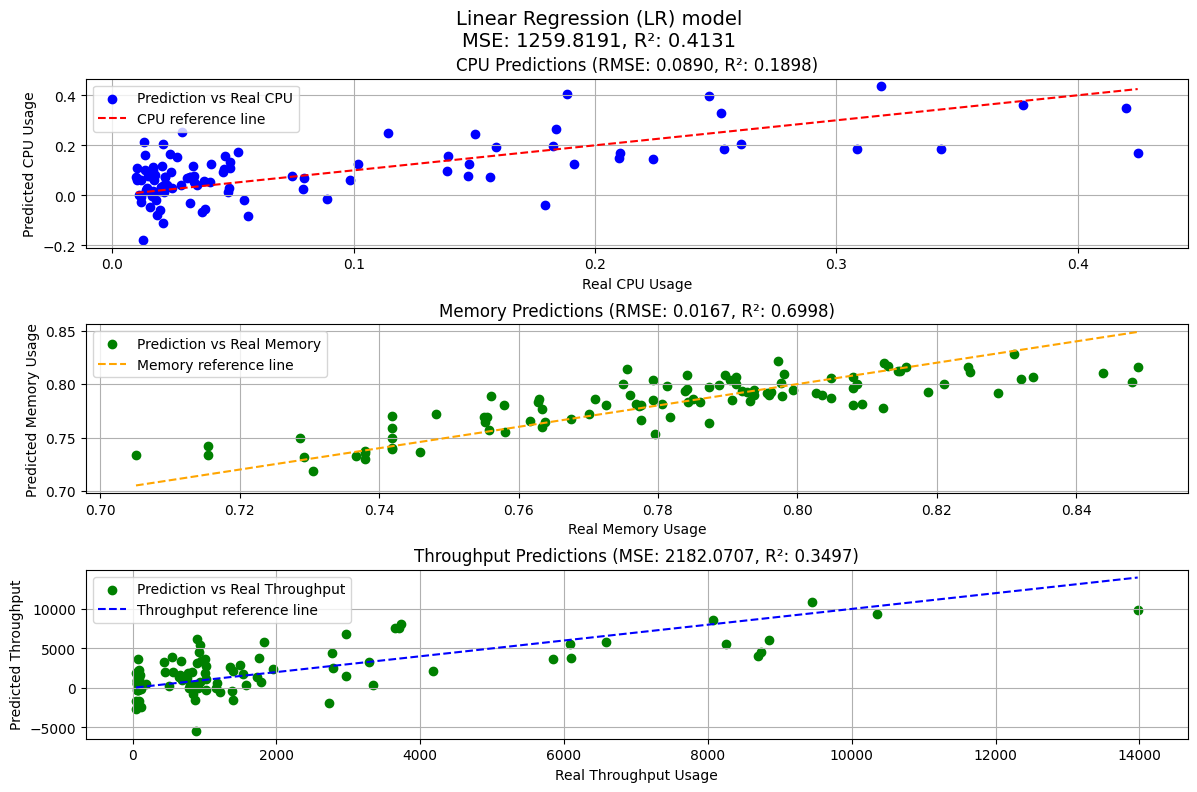 Linear Regression (LR) model
MSE: 1259.8191, R²: 0.4131
CPU Predictions (RMSE: 0.0890, R²: 0.1898)
Predicted CPU Usage
0.4
0.2
0.0
−0.2
Prediction vs Real CPU
CPU reference line
0.0 0.1 0.2 0.3 0.4
Real CPU Usage
Memory Predictions (RMSE: 0.0167, R²: 0.6998)
Predicted Memory Usage
0.85
0.80
0.75
0.70
Prediction vs Real Memory
Memory reference line
0.70 0.72 0.74 0.76 0.78 0.80 0.82 0.84
Real Memory Usage
Throughput Predictions (MSE: 2182.0707, R²: 0.3497)
Predicted Throughput
10000
5000
0
−5000
Prediction vs Real Throughput
Throughput reference line
0 2000 4000 6000 8000 10000 12000 14000
Real Throughput Usage